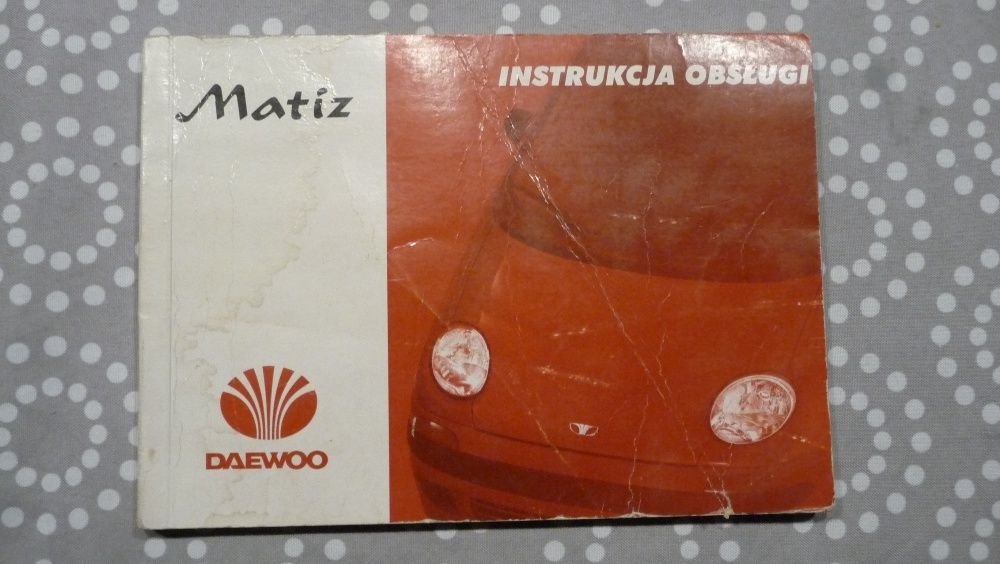 Matiz
INSTRUKCJA OBSŁUGI
DAEWOO